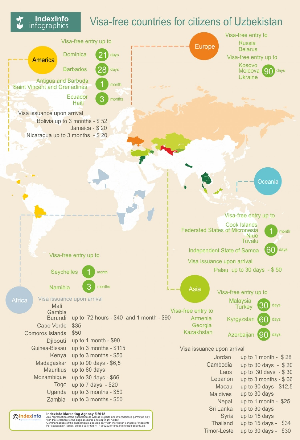 indexinfo
infographics
Visa-free countries for citizens of Uzbekistan
Visa-free entry up to
Dominica 21 days
Barbados 28 days
Antigua and Barbuda
Saint Vincent and Grenadines 1 month
Ecuador
Haiti 3 months
Visa issuance upon arrival
Bolivia up to 3 months - $ 52
Jamaica - $ 20
Nicaragua up to 3 months - $ 20
America
Europe
Visa-free entry to
Russia
Belarus
Visa-free entry up to
Kosovo
Moldova
Ukraine
90 days
Oceania
Visa-free entry up to
Cook Islands
Federated States of Micronesia
Niue
Tuvalu
1 month
Independent State of Samoa 60 days
Visa issuance upon arrival
Palau up to 30 days - $ 50
Africa
Visa-free entry up to
Seychelles 1 month
Namibia 3 months
Visa issuance upon arrival
Mali
Gambia
Burundi up to 72 hours - $40 and 1 month - $90
Cape Verde $35
Comoros Islands $50
Djibouti up to 1 month - $90
Guinea-Bissau up to 3 months - $115
Kenya up to 3 months - $50
Madagascar up to 90 days
Mauritius up to 60 days
Mozambique up to 30 days
Togo up to 7 days - $20
Uganda up to 3 months
Zambia up to 3 months - $50
Asia
Visa-free entry to
Armenia
Georgia
Kazakhstan
Visa-free entry up to
Malaysia
Turkey
30 days
Kyrgyzstan 60 days
Azerbaijan 90 days
Visa issuance upon arrival
Jordan up to 1 month
Cambodia up to 30 days
Laos up to 30 days
Lebanon up to 3 months
Macau up to 30 days - $12,5
Maldives up to 30 days
Nepal up to 1 month - $25
Sri Lanka up to 30 days
Syria up to 15 days
Thailand up to 15 days
Timor-Leste up to 30 days - $30
indexinfo